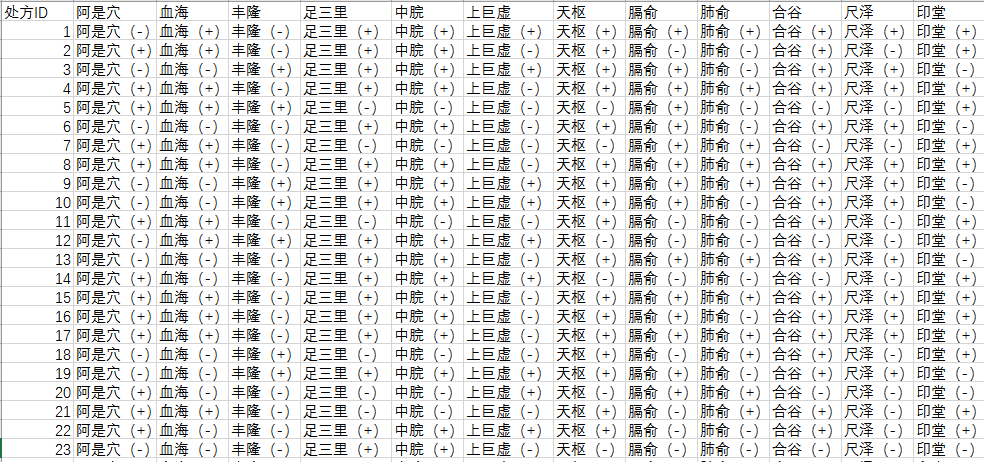 处方ID 阿是穴 血海 丰隆 足三里 中脘 上巨虚 天枢 膈俞 肺俞 合谷 尺泽 印堂
1 阿是穴 (-) 血海 (+) 丰隆 (-) 足三里 (+) 中脘 (+) 上巨虚 (+) 天枢 (+) 膈俞 (+) 肺俞 (+) 合谷 (+) 尺泽 (+) 印堂 (+)
2 阿是穴 (+) 血海 (+) 丰隆 (-) 足三里 (+) 中脘 (+) 上巨虚 (-) 天枢 (+) 膈俞 (-) 肺俞 (-) 合谷 (+) 尺泽 (-) 印堂 (+)
3 阿是穴 (-) 血海 (-) 丰隆 (+) 足三里 (+) 中脘 (+) 上巨虚 (+) 天枢 (+) 膈俞 (+) 肺俞 (-) 合谷 (+) 尺泽 (+) 印堂 (-)
4 阿是穴 (+) 血海 (+) 丰隆 (-) 足三里 (+) 中脘 (+) 上巨虚 (-) 天枢 (+) 膈俞 (+) 肺俞 (+) 合谷 (+) 尺泽 (+) 印堂 (+)
5 阿是穴 (+) 血海 (+) 丰隆 (+) 足三里 (-) 中脘 (-) 上巨虚 (-) 天枢 (-) 膈俞 (+) 肺俞 (-) 合谷 (-) 尺泽 (-) 印堂 (+)
6 阿是穴 (-) 血海 (-) 丰隆 (-) 足三里 (+) 中脘 (+) 上巨虚 (-) 天枢 (+) 膈俞 (+) 肺俞 (-) 合谷 (+) 尺泽 (+) 印堂 (-)
7 阿是穴 (+) 血海 (+) 丰隆 (-) 足三里 (-) 中脘 (-) 上巨虚 (-) 天枢 (-) 膈俞 (+) 肺俞 (+) 合谷 (-) 尺泽 (-) 印堂 (+)
8 阿是穴 (+) 血海 (+) 丰隆 (-) 足三里 (+) 中脘 (+) 上巨虚 (-) 天枢 (+) 膈俞 (+) 肺俞 (+) 合谷 (+) 尺泽 (+) 印堂 (+)
9 阿是穴 (-) 血海 (-) 丰隆 (+) 足三里 (+) 中脘 (+) 上巨虚 (+) 天枢 (+) 膈俞 (+) 肺俞 (+) 合谷 (+) 尺泽 (+) 印堂 (-)
10 阿是穴 (-) 血海 (-) 丰隆 (+) 足三里 (+) 中脘 (+) 上巨虚 (-) 天枢 (+) 膈俞 (+) 肺俞 (-) 合谷 (+) 尺泽 (+) 印堂 (-)
11 阿是穴 (+) 血海 (+) 丰隆 (-) 足三里 (-) 中脘 (-) 上巨虚 (-) 天枢 (+) 膈俞 (-) 肺俞 (-) 合谷 (+) 尺泽 (-) 印堂 (+)
12 阿是穴 (-) 血海 (+) 丰隆 (+) 足三里 (+) 中脘 (+) 上巨虚 (+) 天枢 (-) 膈俞 (-) 肺俞 (-) 合谷 (-) 尺泽 (-) 印堂 (+)
13 阿是穴 (-) 血海 (-) 丰隆 (-) 足三里 (+) 中脘 (+) 上巨虚 (-) 天枢 (+) 膈俞 (+) 肺俞 (+) 合谷 (+) 尺泽 (+) 印堂 (-)
14 阿是穴 (+) 血海 (-) 丰隆 (-) 足三里 (+) 中脘 (+) 上巨虚 (+) 天枢 (-) 膈俞 (-) 肺俞 (-) 合谷 (-) 尺泽 (-) 印堂 (+)
15 阿是穴 (+) 血海 (+) 丰隆 (-) 足三里 (+) 中脘 (+) 上巨虚 (-) 天枢 (+) 膈俞 (+) 肺俞 (+) 合谷 (+) 尺泽 (+) 印堂 (+)
16 阿是穴 (+) 血海 (+) 丰隆 (-) 足三里 (+) 中脘 (+) 上巨虚 (-) 天枢 (+) 膈俞 (+) 肺俞 (-) 合谷 (+) 尺泽 (+) 印堂 (+)
17 阿是穴 (+) 血海 (+) 丰隆 (-) 足三里 (+) 中脘 (+) 上巨虚 (-) 天枢 (+) 膈俞 (+) 肺俞 (+) 合谷 (+) 尺泽 (+) 印堂 (+)
18 阿是穴 (-) 血海 (-) 丰隆 (+) 足三里 (-) 中脘 (-) 上巨虚 (-) 天枢 (+) 膈俞 (-) 肺俞 (+) 合谷 (+) 尺泽 (-) 印堂 (+)
19 阿是穴 (-) 血海 (-) 丰隆 (+) 足三里 (+) 中脘 (+) 上巨虚 (+) 天枢 (+) 膈俞 (+) 肺俞 (-) 合谷 (+) 尺泽 (+) 印堂 (-)
20 阿是穴 (+) 血海 (-) 丰隆 (-) 足三里 (-) 中脘 (-) 上巨虚 (+) 天枢 (-) 膈俞 (+) 肺俞 (+) 合谷 (-) 尺泽 (-) 印堂 (-)
21 阿是穴 (+) 血海 (+) 丰隆 (-) 足三里 (-) 中脘 (-) 上巨虚 (-) 天枢 (+) 膈俞 (-) 肺俞 (+) 合谷 (+) 尺泽 (-) 印堂 (+)
22 阿是穴 (+) 血海 (-) 丰隆 (-) 足三里 (+) 中脘 (+) 上巨虚 (+) 天枢 (+) 膈俞 (-) 肺俞 (-) 合谷 (+) 尺泽 (-) 印堂 (+)
23 阿是穴 (-) 血海 (-) 丰隆 (-) 足三里 (+) 中脘 (+) 上巨虚 (-) 天枢 (-) 膈俞 (-) 肺俞 (-) 合谷 (-) 尺泽 (-) 印堂 (-)